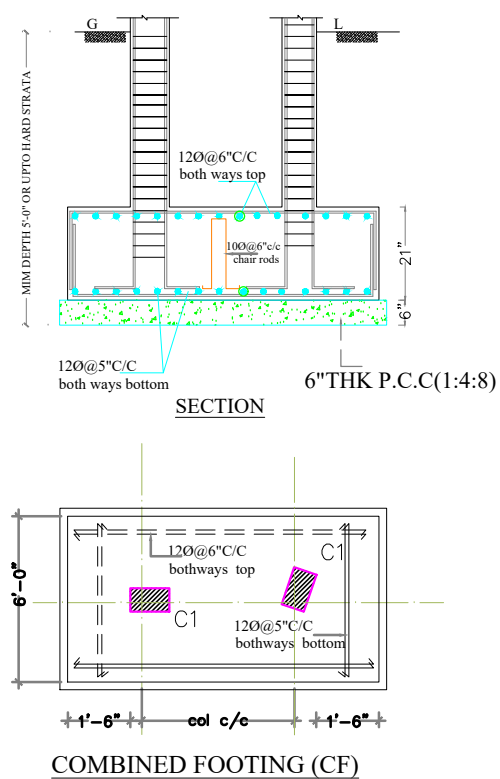 G L
MIM DEPTH 5'-0" OR UPTO HARD STRATA
12Ø@6"C/C
both ways top
10Ø@6"c/c
chair rods
21"
6"
12Ø@5"C/C
both ways bottom
6"THK P.C.C(1:4:8)
SECTION
12Ø@6"C/C
bothways top
C1
6'-0"
C1
12Ø@5"C/C
bothways bottom
1'-6" col c/c 1'-6"
COMBINED FOOTING (CF)